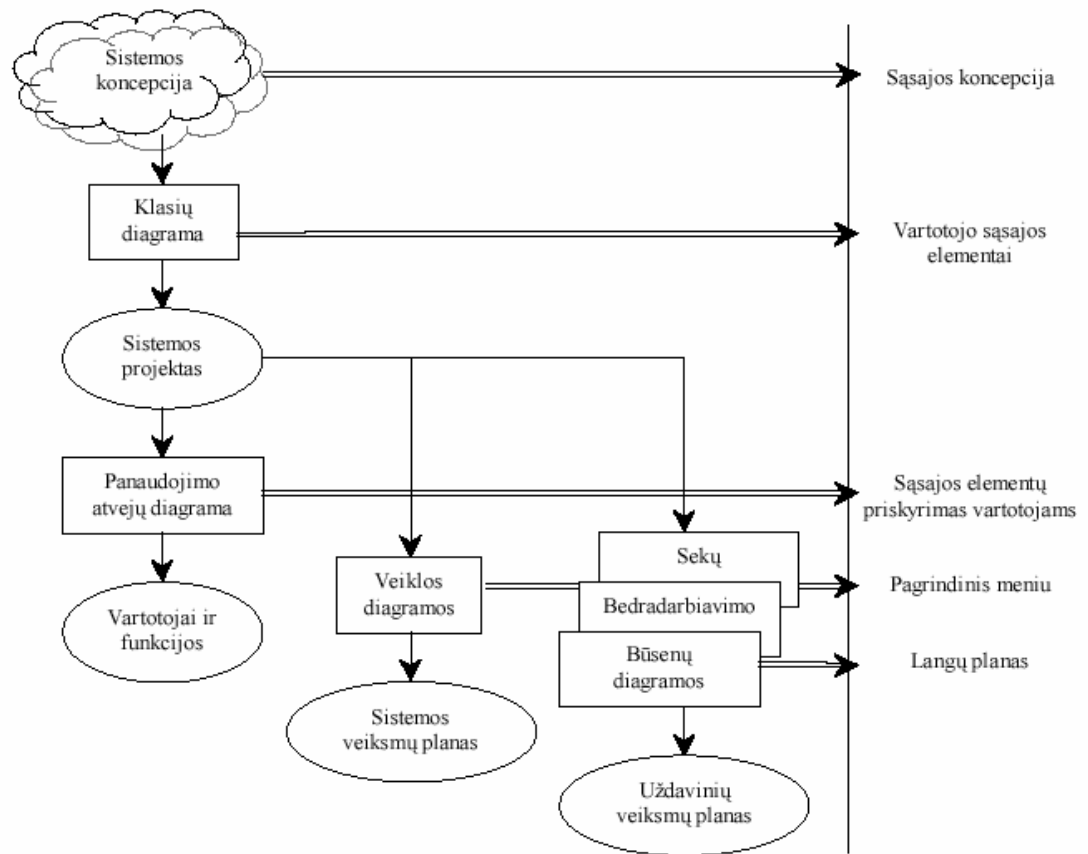 Sistemos
koncepcija
Sąsajos koncepcija
Klasių
diagrama
Vartotojo sąsajos
elementai
Sistemos
projektas
Panaudojimo
atvejų diagrama
Sąsajos elementų
priskyrimas vartotojams
Sekų
Veiklos
diagramos
Pagrindinis meniu
Bedradarbiavimo
Vartotojai ir
funkcijos
Būsenų
diagramos
Langų planas
Sistemos
veiksmų planas
Uždavinių
veiksmų planas